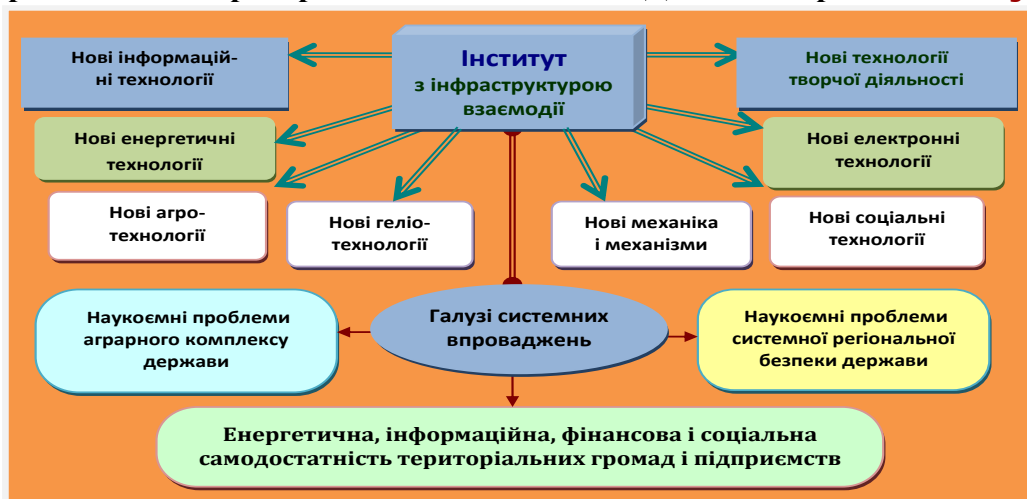 Інститут
з інфраструктурою
взаємодії
Нові інформацій-
ні технології
Нові технології
творчої діяльності
Нові енергетичні
технології
Нові електронні
технології
Нові агро-
технології
Нові геліо-
технології
Нові механіка
і механізми
Нові соціальні
технології
Наукоємні проблеми
аграрного комплексу
держави
Галузі системних
впроваджень
Наукоємні проблеми
системної регіональної
безпеки держави
Енергетична, інформаційна, фінансова і соціальна
самодостатність територіальних громад і підприємств